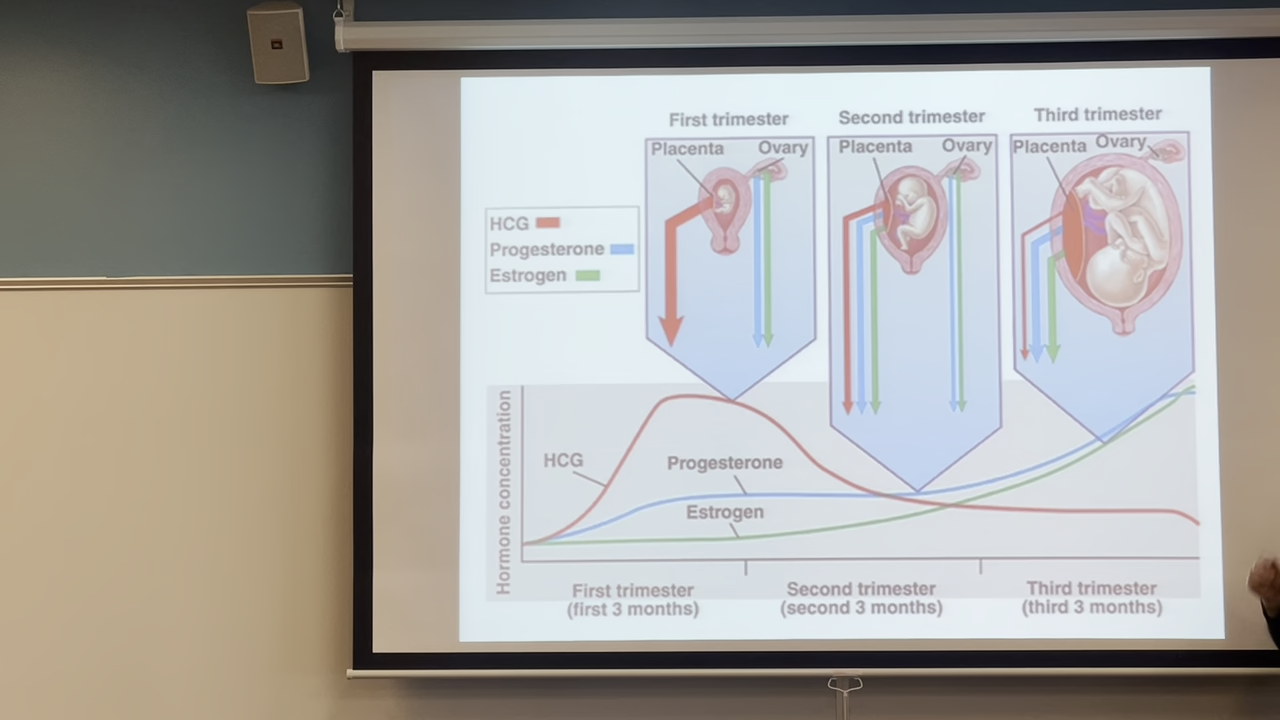 First trimester
Second trimester
Third trimester
Placenta
Ovary
Placenta
Ovary
Placenta
Ovary
HCG
Progesterone
Estrogen
Hormone concentration
HCG
Progesterone
Estrogen
First trimester
(first 3 months)
Second trimester
(second 3 months)
Third trimester
(third 3 months)